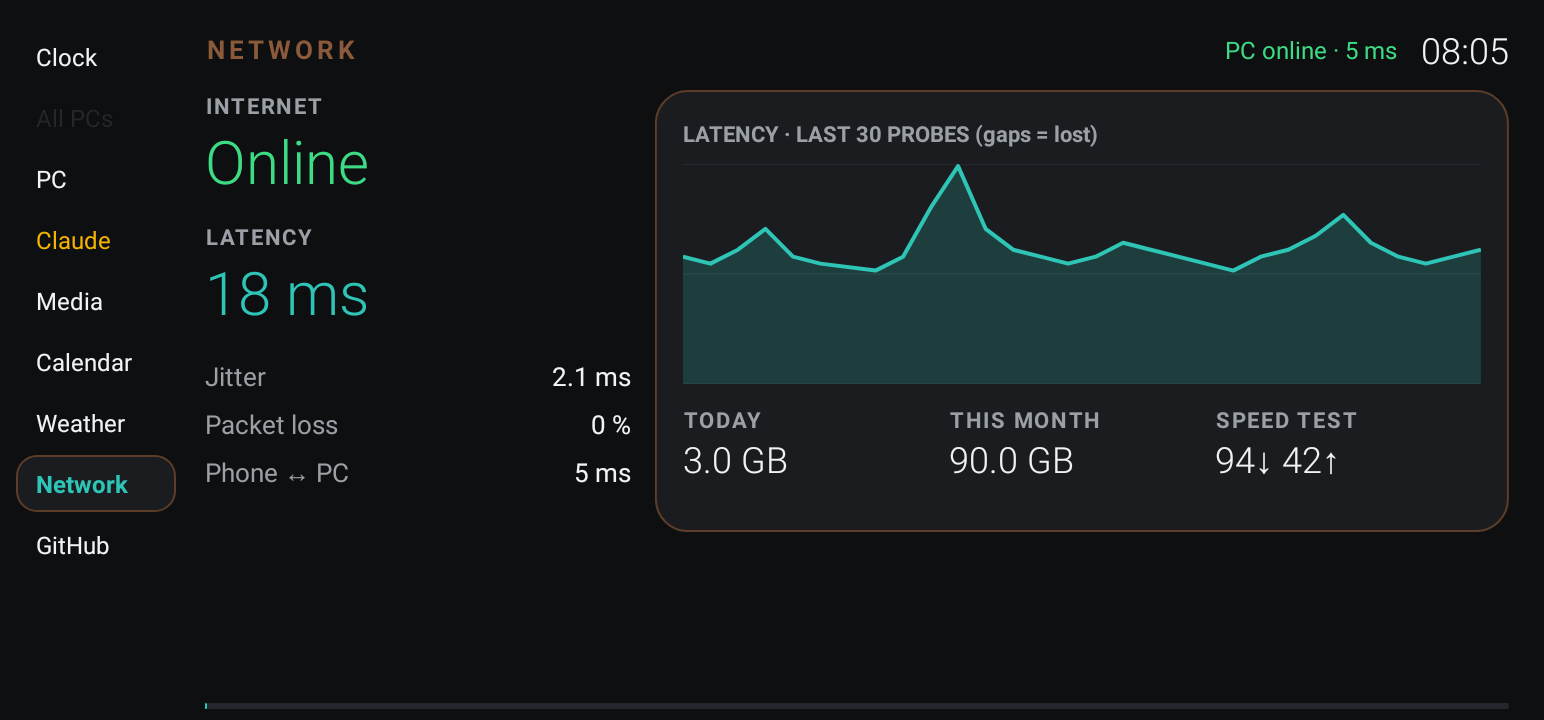 Clock
All PCs
PC
Claude
Media
Calendar
Weather
Network
GitHub
NETWORK
PC online · 5 ms 08:05
INTERNET
Online
LATENCY
18 ms
Jitter 2.1 ms
Packet loss 0 %
Phone ↔ PC 5 ms
LATENCY · LAST 30 PROBES (gaps = lost)
TODAY THIS MONTH SPEED TEST
3.0 GB 90.0 GB 94↓ 42↑